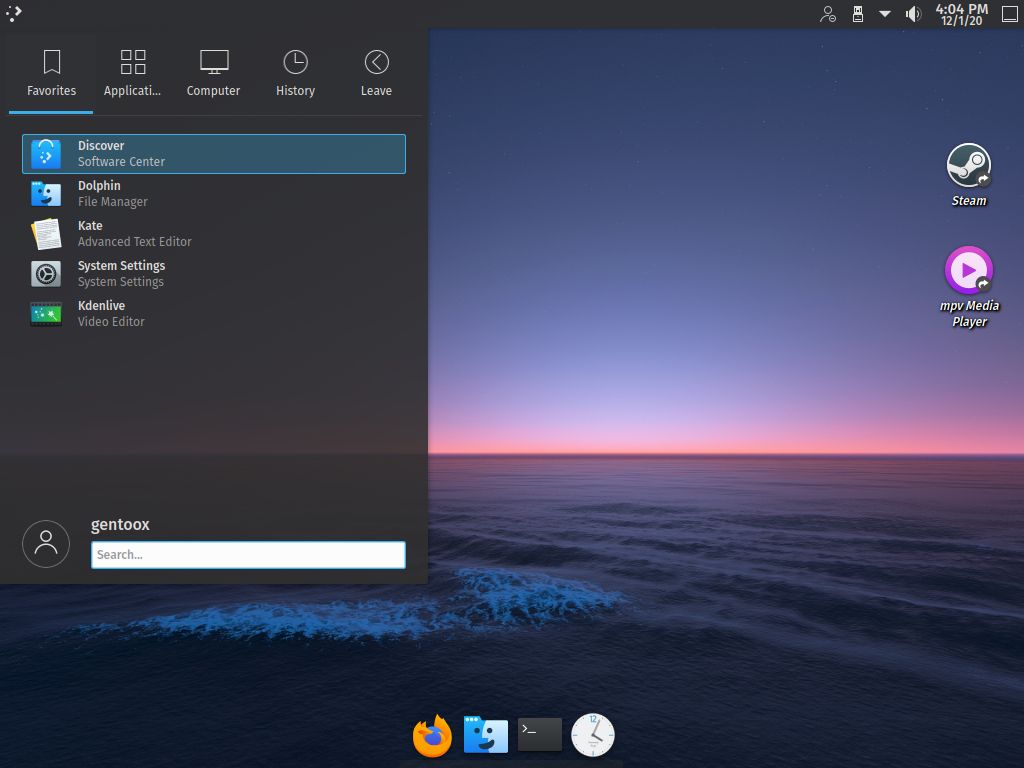 4:04 PM
12/1/20
Favorites
Applicati...
Computer
History
Leave
Discover
Software Center
Dolphin
File Manager
Kate
Advanced Text Editor
System Settings
System Settings
Kdenlive
Video Editor
Steam
mpv Media
Player
gentoox
Search...
12